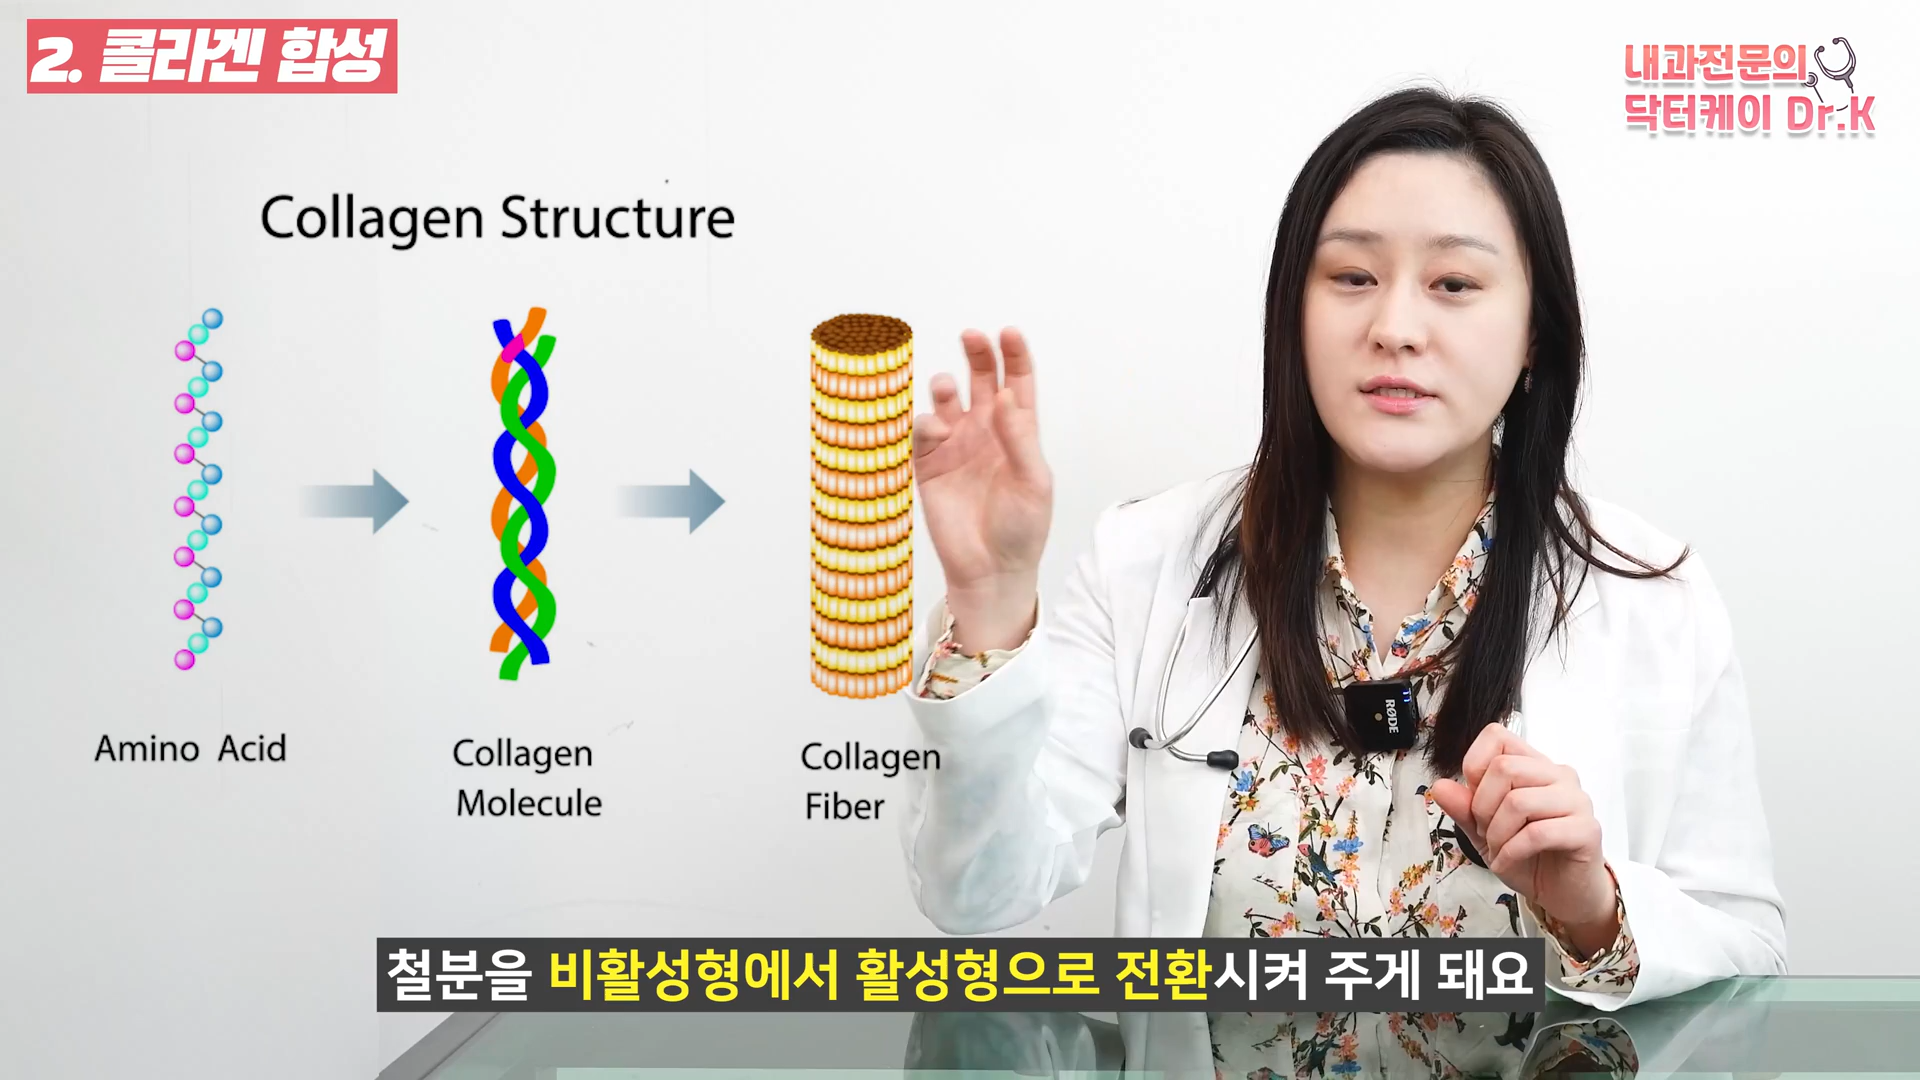 2. 콜라겐 합성
내과전문의
닥터케이 Dr.K
Collagen Structure
Amino Acid
Collagen
Molecule
Collagen
Fiber
RØDE
철분을 비활성형에서 활성형으로 전환시켜 주게 돼요